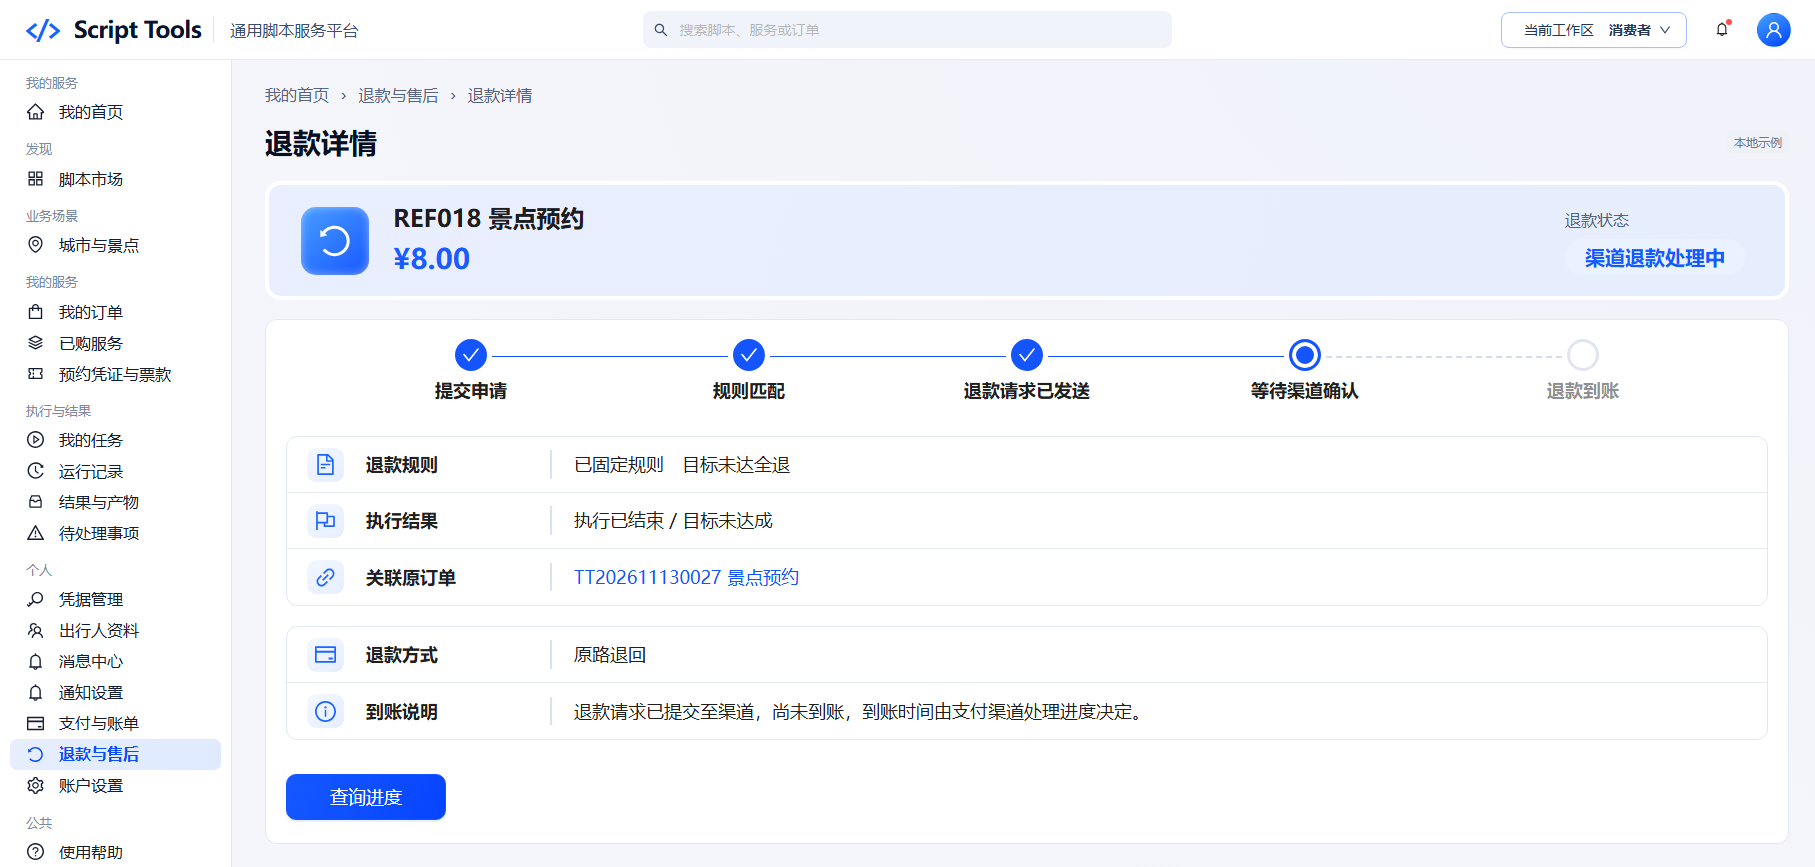 Script Tools
通用脚本服务平台
搜索脚本、服务或订单
当前工作区 消费者
我的服务
我的首页
发现
脚本市场
业务场景
城市与景点
我的服务
我的订单
已购服务
预约凭证与票款
执行与结果
我的任务
运行记录
结果与产物
待处理事项
个人
凭据管理
出行人资料
消息中心
通知设置
支付与账单
退款与售后
账户设置
公共
使用帮助
我的首页 › 退款与售后 › 退款详情
退款详情
本地示例
REF018 景点预约
¥8.00
退款状态
渠道退款处理中
提交申请
规则匹配
退款请求已发送
等待渠道确认
退款到账
退款规则 已固定规则 目标未达全退
执行结果 执行已结束 / 目标未达成
关联原订单 TT202611130027 景点预约
退款方式 原路退回
到账说明 退款请求已提交至渠道，尚未到账，到账时间由支付渠道处理进度决定。
查询进度